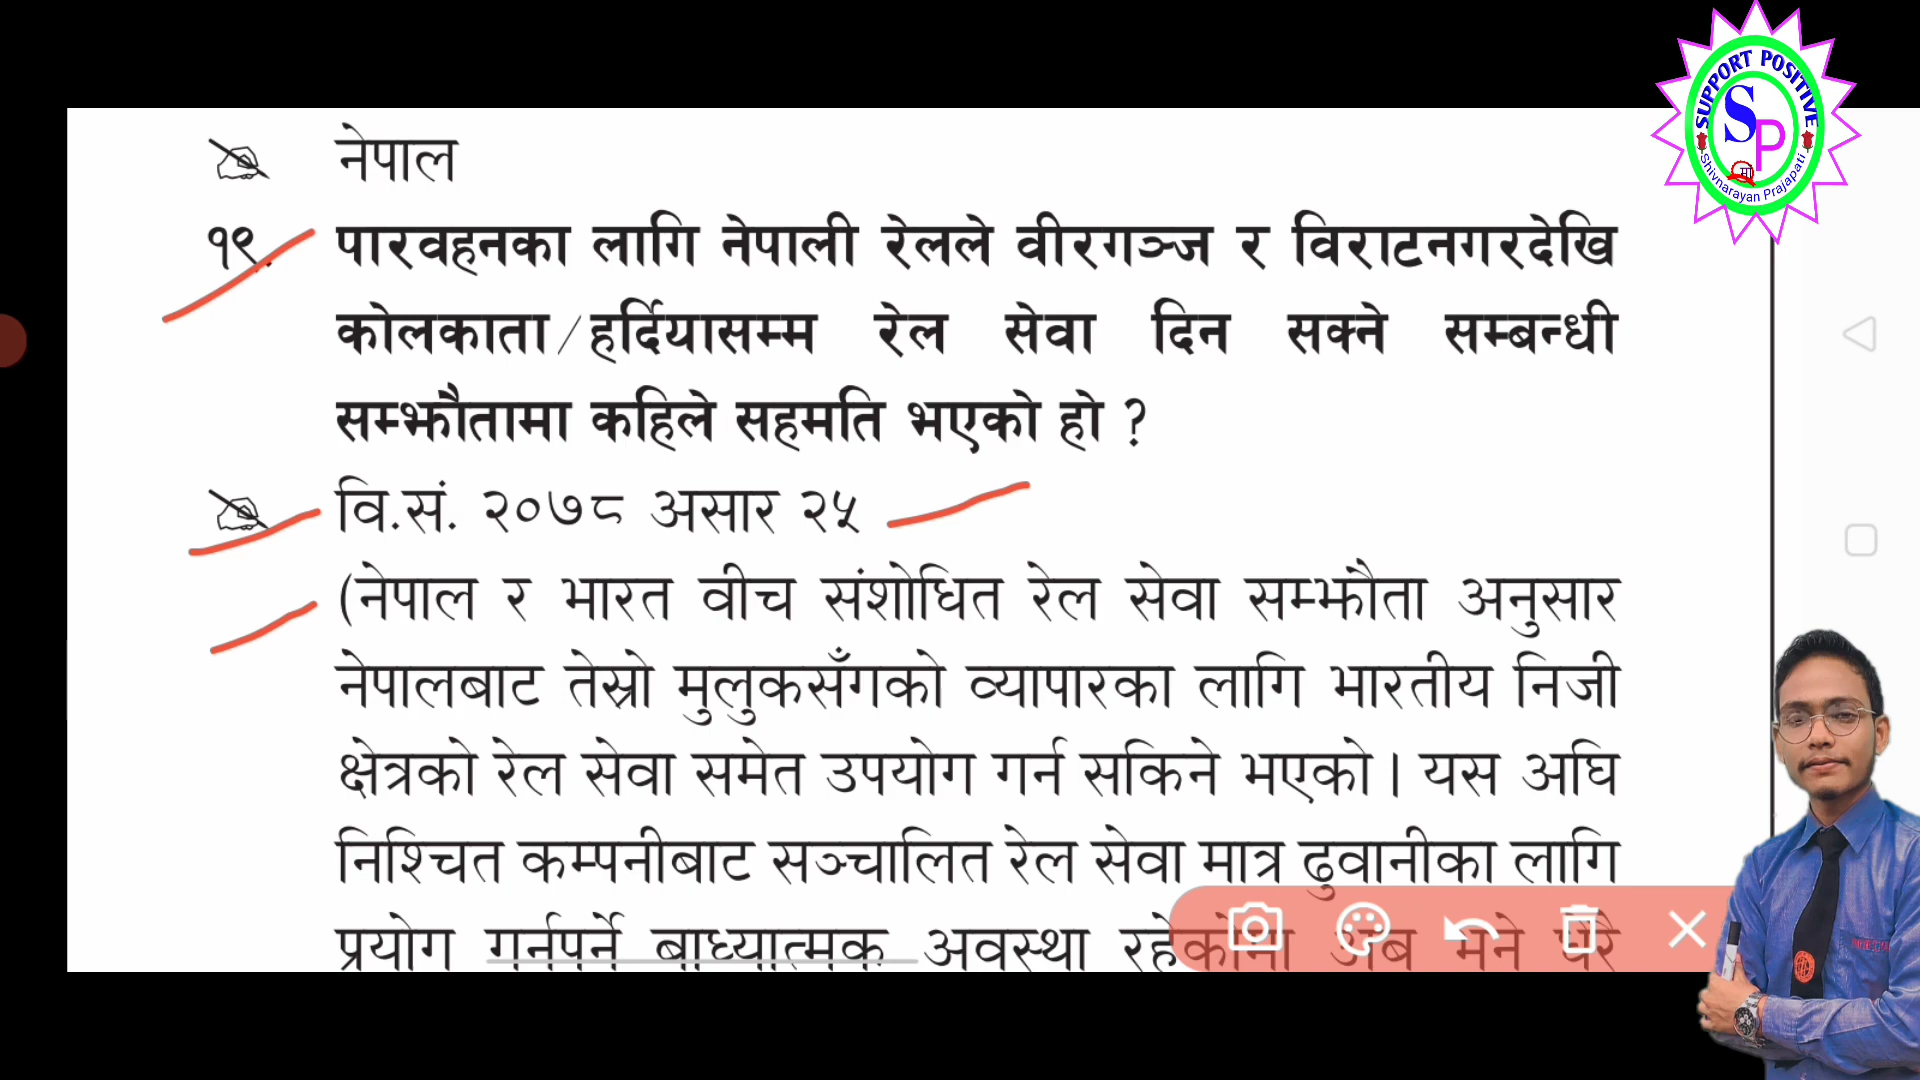 SUPPORT POSITIVE
SP
Shivnarayan Prajapati
नेपाल
१९. पारवहनका लागि नेपाली रेलले वीरगञ्ज र विराटनगरदेखि
कोलकाता/हर्दियासम्म रेल सेवा दिन सक्ने सम्बन्धी
सम्झौतामा कहिले सहमति भएको हो ?
वि.सं. २०७८ असार २५
(नेपाल र भारत वीच संशोधित रेल सेवा सम्झौता अनुसार
नेपालबाट तेस्रो मुलुकसँगको व्यापारका लागि भारतीय निजी
क्षेत्रको रेल सेवा समेत उपयोग गर्न सकिने भएको। यस अघि
निश्चित कम्पनीबाट सञ्चालित रेल सेवा मात्र ढुवानीका लागि
प्रयोग गर्नुपर्ने बाध्यात्मक अवस्था रहेकोमा अब